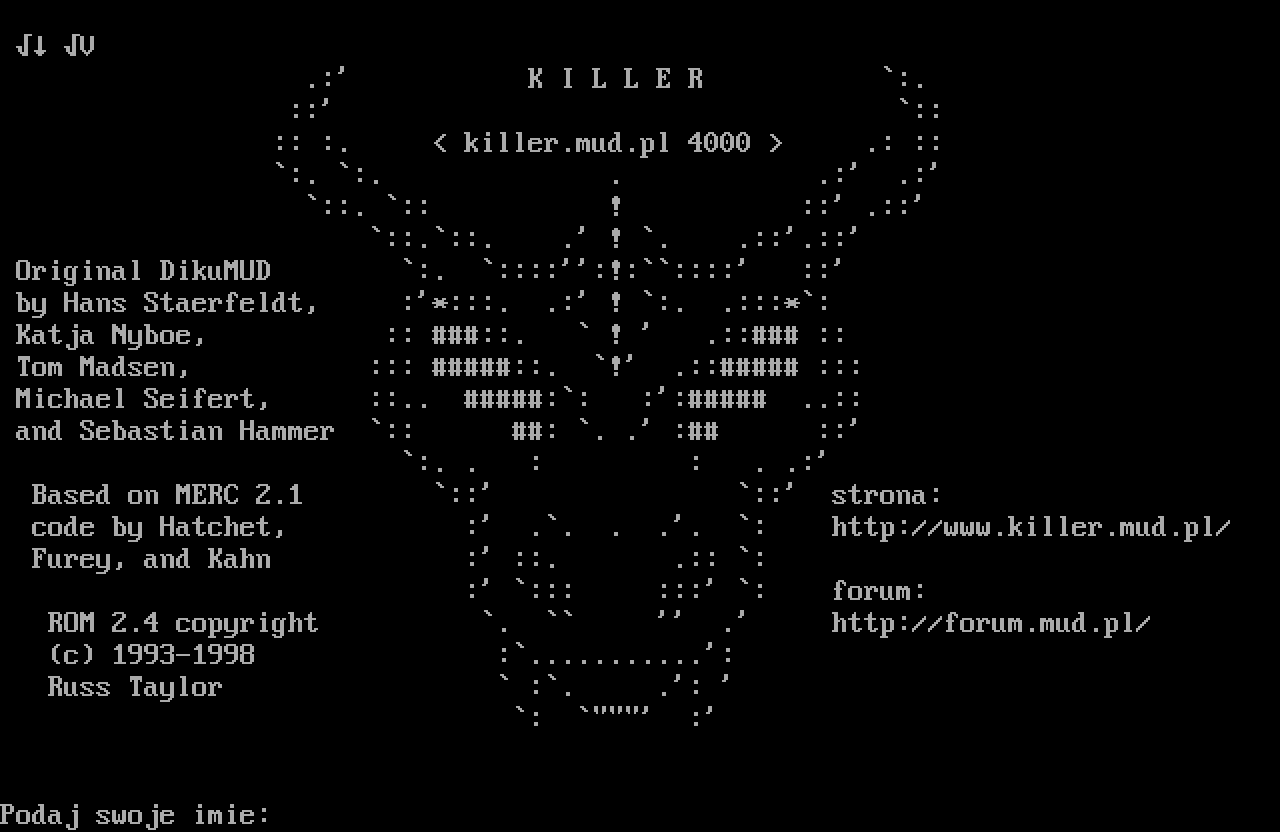 √↓ √V
K I L L E R
< killer.mud.pl 4000 >
Original DikuMUD
by Hans Staerfeldt,
Katja Nyboe,
Tom Madsen,
Michael Seifert,
and Sebastian Hammer
Based on MERC 2.1
code by Hatchet,
Furey, and Kahn
ROM 2.4 copyright
(c) 1993-1998
Russ Taylor
strona:
http://www.killer.mud.pl/
forum:
http://forum.mud.pl/
Podaj swoje imie: